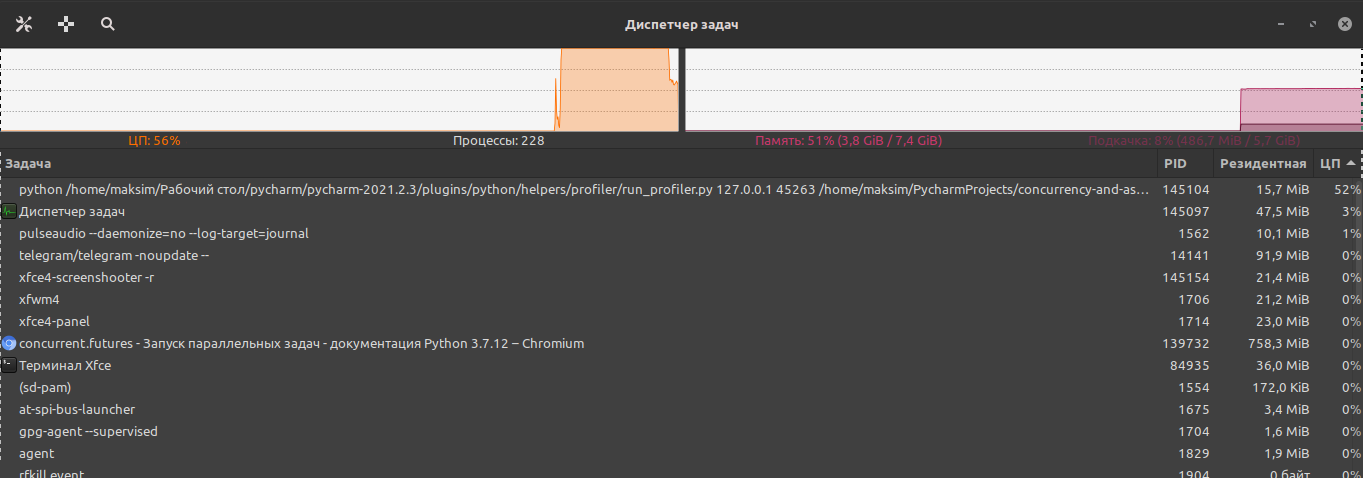 Диспетчер задач
ЦП: 56% Процессы: 228 Память: 51% (3,8 GiB / 7,4 GiB) Подкачка: 8% (486,7 MiB / 5,7 GiB)
Задача PID Резидентная ЦП
python /home/maksim/Рабочий стол/pycharm/pycharm-2021.2.3/plugins/python/helpers/profiler/run_profiler.py 127.0.0.1 45263 /home/maksim/PycharmProjects/concurrency-and-as... 145104 15,7 MiB 52%
Диспетчер задач 145097 47,5 MiB 3%
pulseaudio --daemonize=no --log-target=journal 1562 10,1 MiB 1%
telegram/telegram -noupdate -- 14141 91,9 MiB 0%
xfce4-screenshooter -r 145154 21,4 MiB 0%
xfwm4 1706 21,2 MiB 0%
xfce4-panel 1714 23,0 MiB 0%
concurrent.futures - Запуск параллельных задач - документация Python 3.7.12 – Chromium 139732 758,3 MiB 0%
Терминал Xfce 84935 36,0 MiB 0%
(sd-pam) 1554 172,0 KiB 0%
at-spi-bus-launcher 1675 3,4 MiB 0%
gpg-agent --supervised 1704 1,6 MiB 0%
agent 1829 1,9 MiB 0%
rfkill event 1904 0 байт 0%